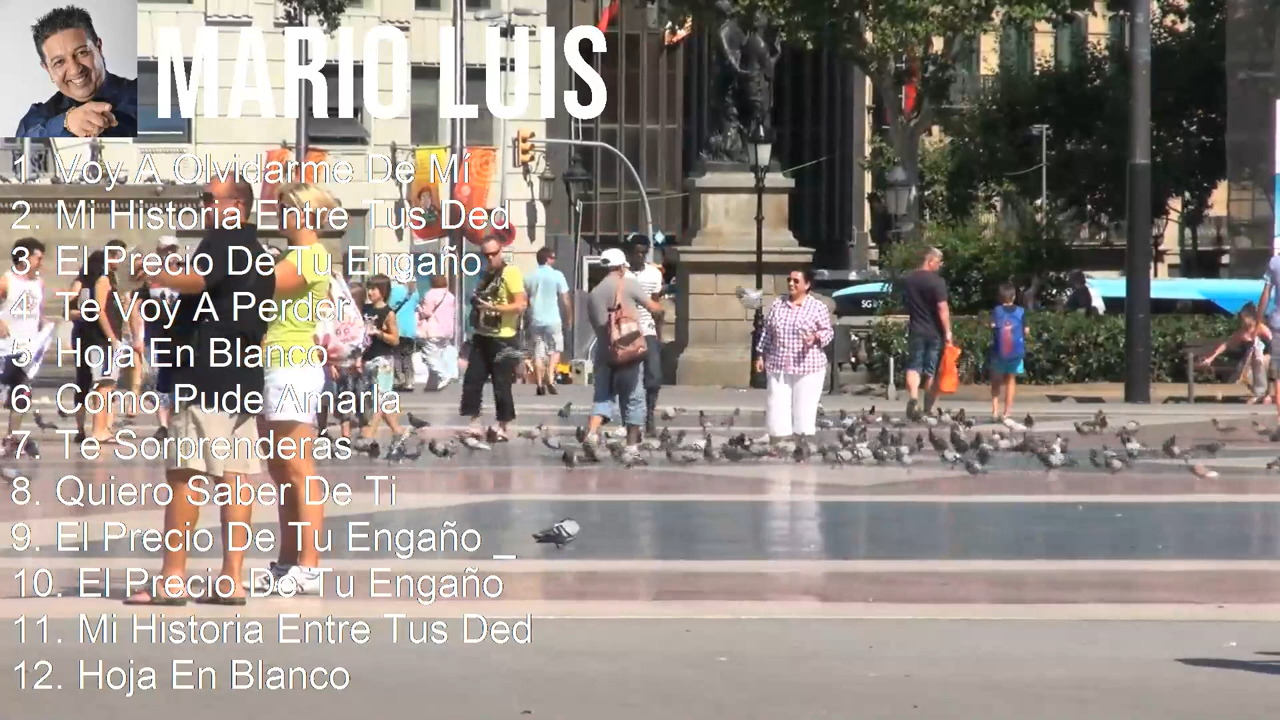 MARIO LUIS
1. Voy A Olvidarme De Mí
2. Mi Historia Entre Tus Ded
3. El Precio De Tu Engaño
4. Te Voy A Perder
5. Hoja En Blanco
6. Cómo Pude Amarla
7. Te Sorprenderás
8. Quiero Saber De Ti
9. El Precio De Tu Engaño _
10. El Precio De Tu Engaño
11. Mi Historia Entre Tus Ded
12. Hoja En Blanco
SG